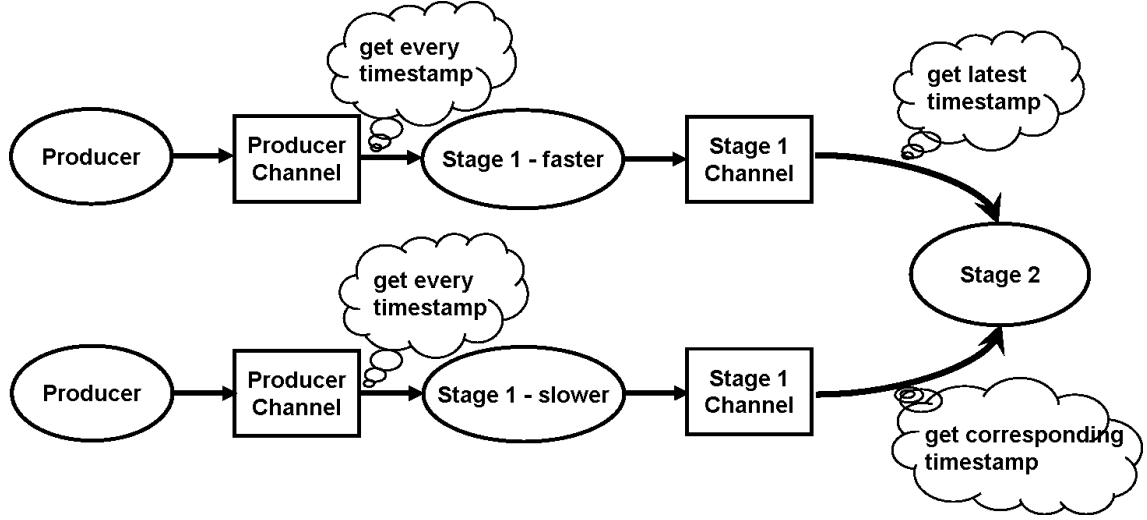 get every
timestamp
get latest
timestamp
Producer
Producer
Channel
Stage 1 - faster
Stage 1
Channel
Stage 2
get every
timestamp
Producer
Producer
Channel
Stage 1 - slower
Stage 1
Channel
get corresponding
timestamp